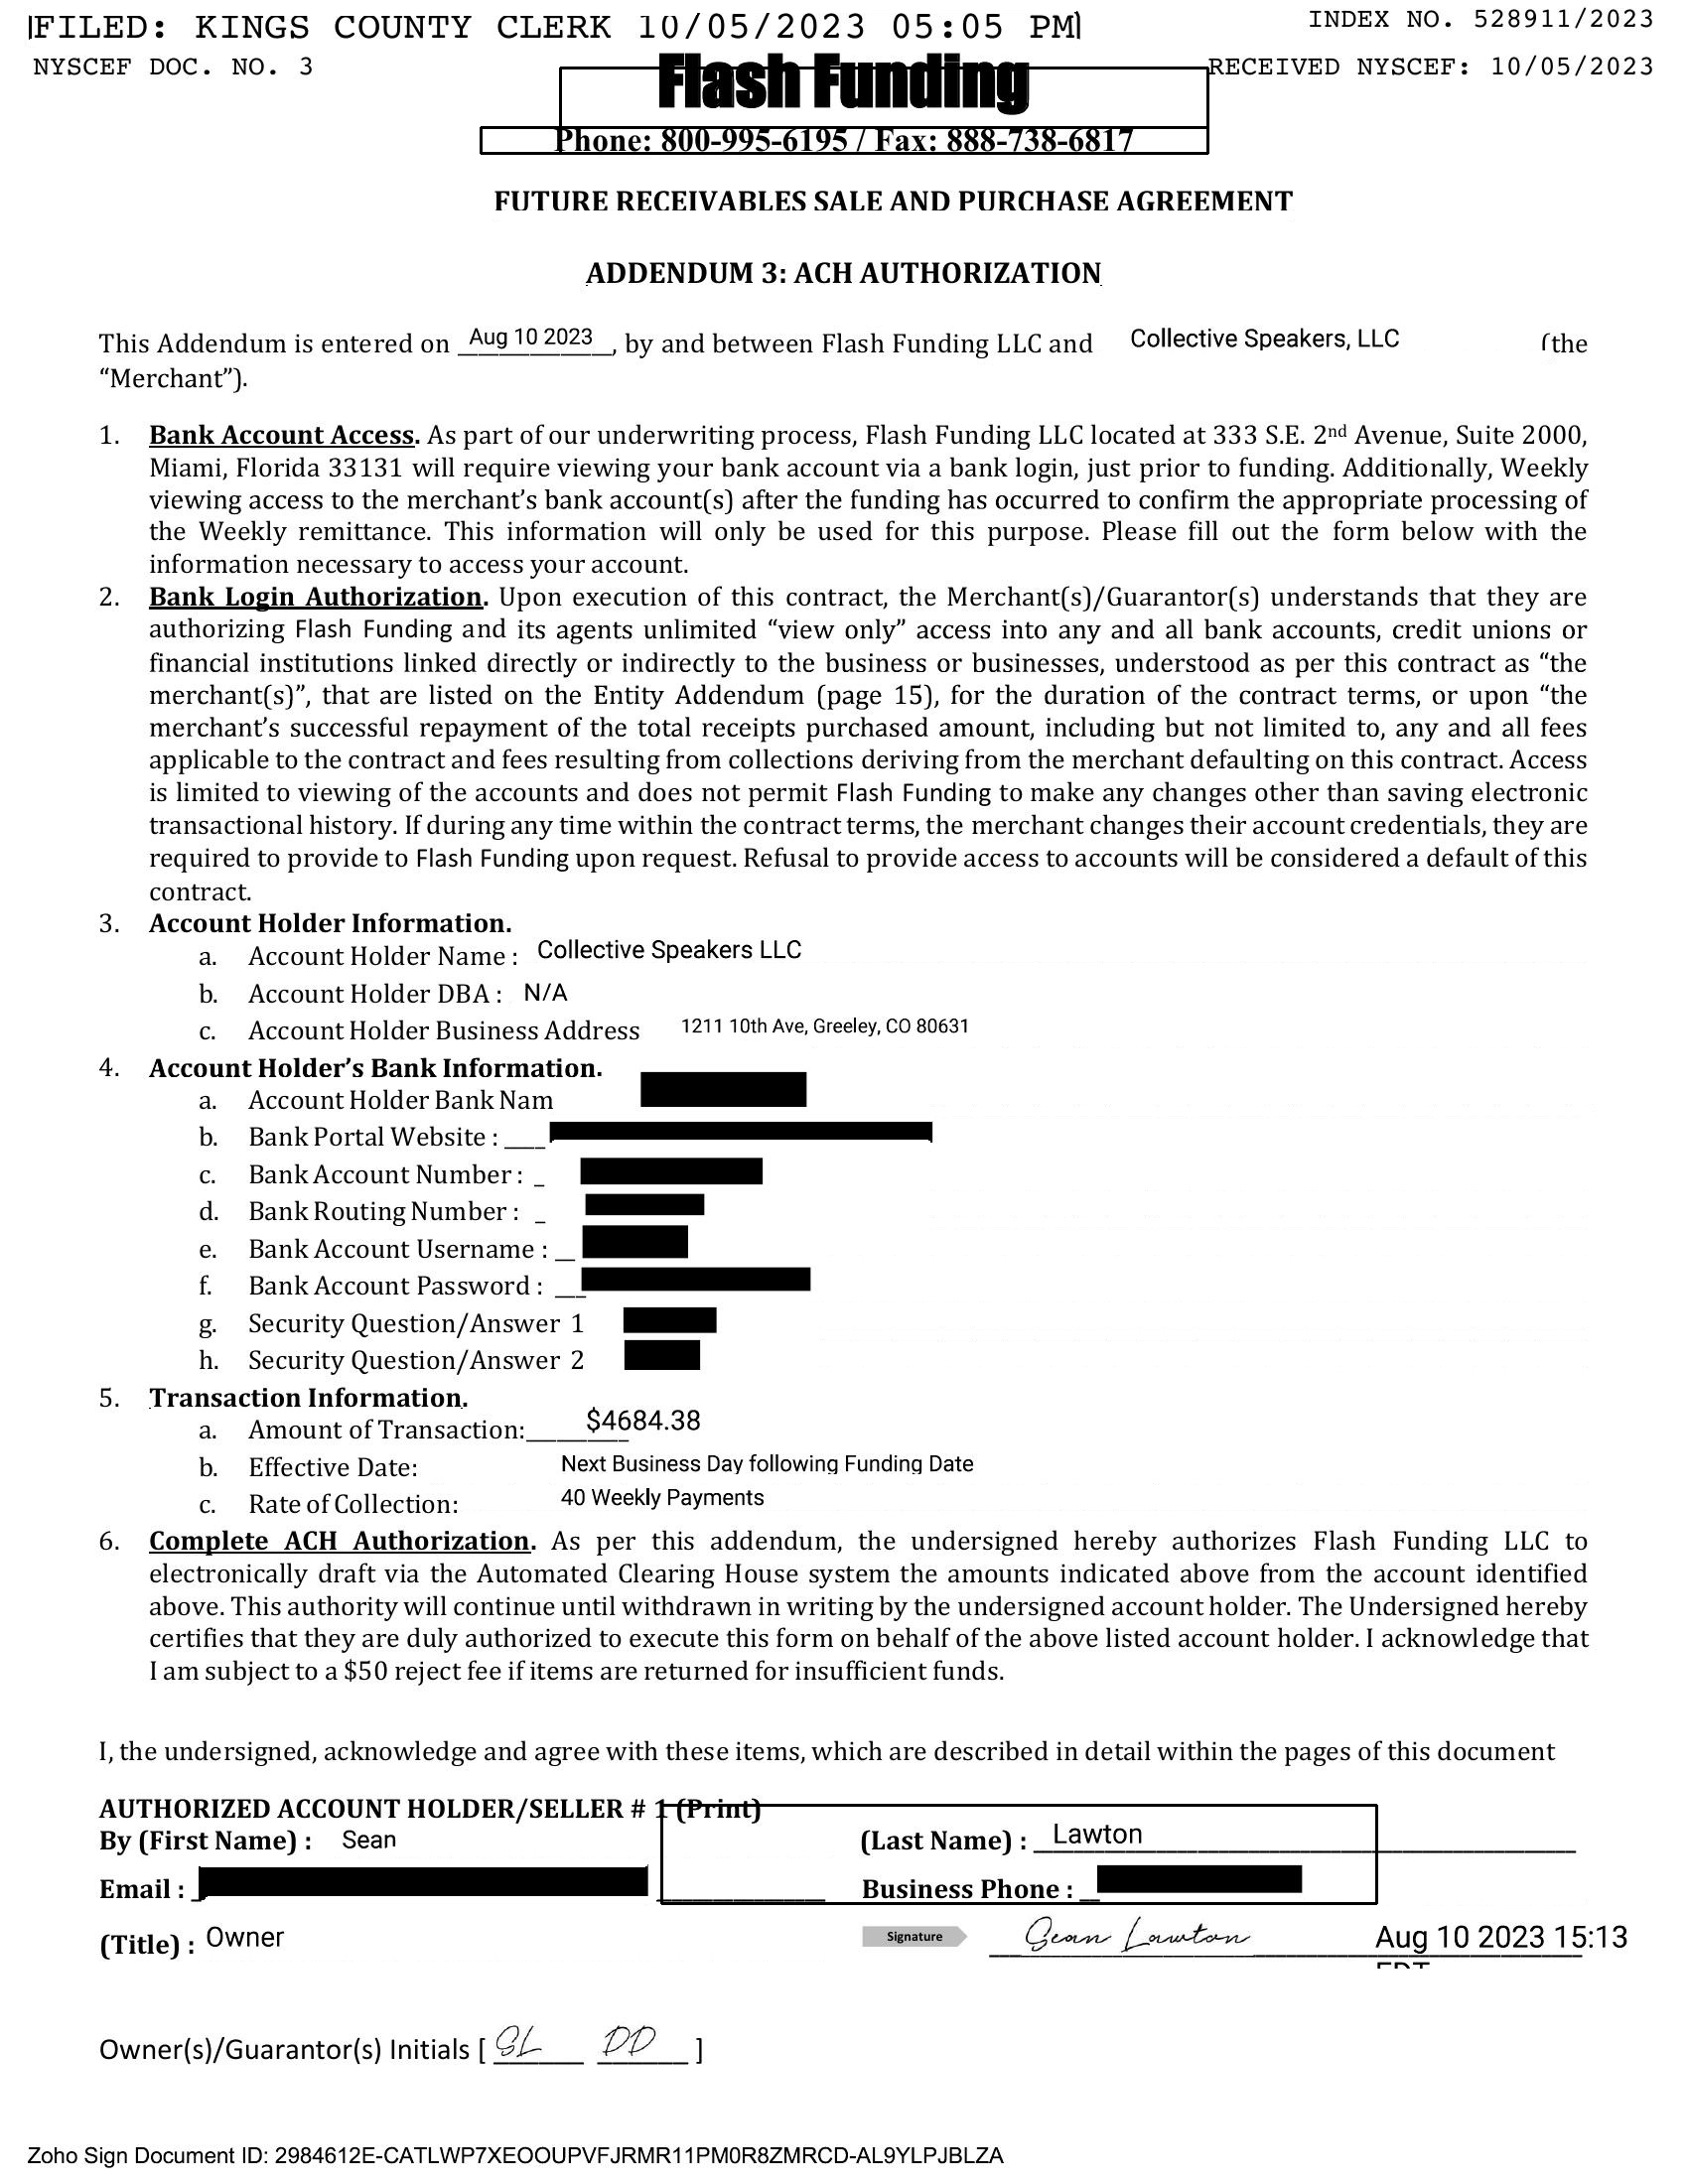 FILED: KINGS COUNTY CLERK 10/05/2023 05:05 PM
INDEX NO. 528911/2023
NYSCEF DOC. NO. 3
RECEIVED NYSCEF: 10/05/2023
Flash Funding
Phone: 800-995-6195 / Fax: 888-738-6817
FUTURE RECEIVABLES SALE AND PURCHASE AGREEMENT
ADDENDUM 3: ACH AUTHORIZATION
This Addendum is entered on Aug 10 2023, by and between Flash Funding LLC and Collective Speakers, LLC (the
“Merchant”).
1. Bank Account Access. As part of our underwriting process, Flash Funding LLC located at 333 S.E. 2nd Avenue, Suite 2000,
Miami, Florida 33131 will require viewing your bank account via a bank login, just prior to funding. Additionally, Weekly
viewing access to the merchant’s bank account(s) after the funding has occurred to confirm the appropriate processing of
the Weekly remittance. This information will only be used for this purpose. Please fill out the form below with the
information necessary to access your account.
2. Bank Login Authorization. Upon execution of this contract, the Merchant(s)/Guarantor(s) understands that they are
authorizing Flash Funding and its agents unlimited “view only” access into any and all bank accounts, credit unions or
financial institutions linked directly or indirectly to the business or businesses, understood as per this contract as “the
merchant(s)”, that are listed on the Entity Addendum (page 15), for the duration of the contract terms, or upon “the
merchant’s successful repayment of the total receipts purchased amount, including but not limited to, any and all fees
applicable to the contract and fees resulting from collections deriving from the merchant defaulting on this contract. Access
is limited to viewing of the accounts and does not permit Flash Funding to make any changes other than saving electronic
transactional history. If during any time within the contract terms, the merchant changes their account credentials, they are
required to provide to Flash Funding upon request. Refusal to provide access to accounts will be considered a default of this
contract.
3. Account Holder Information.
a. Account Holder Name : Collective Speakers LLC
b. Account Holder DBA : N/A
c. Account Holder Business Address 1211 10th Ave, Greeley, CO 80631
4. Account Holder’s Bank Information.
a. Account Holder Bank Nam
b. Bank Portal Website :
c. Bank Account Number :
d. Bank Routing Number :
e. Bank Account Username :
f. Bank Account Password :
g. Security Question/Answer 1
h. Security Question/Answer 2
5. Transaction Information.
a. Amount of Transaction: $4684.38
b. Effective Date: Next Business Day following Funding Date
c. Rate of Collection: 40 Weekly Payments
6. Complete ACH Authorization. As per this addendum, the undersigned hereby authorizes Flash Funding LLC to
electronically draft via the Automated Clearing House system the amounts indicated above from the account identified
above. This authority will continue until withdrawn in writing by the undersigned account holder. The Undersigned hereby
certifies that they are duly authorized to execute this form on behalf of the above listed account holder. I acknowledge that
I am subject to a $50 reject fee if items are returned for insufficient funds.
I, the undersigned, acknowledge and agree with these items, which are described in detail within the pages of this document
AUTHORIZED ACCOUNT HOLDER/SELLER # 1 (Print)
By (First Name) : Sean (Last Name) : Lawton
Email : Business Phone :
(Title) : Owner Signature Sean Lawton Aug 10 2023 15:13
EDT
Owner(s)/Guarantor(s) Initials [ SL DD ]
Zoho Sign Document ID: 2984612E-CATLWP7XEOOUPVFJRMR11PM0R8ZMRCD-AL9YLPJBLZA